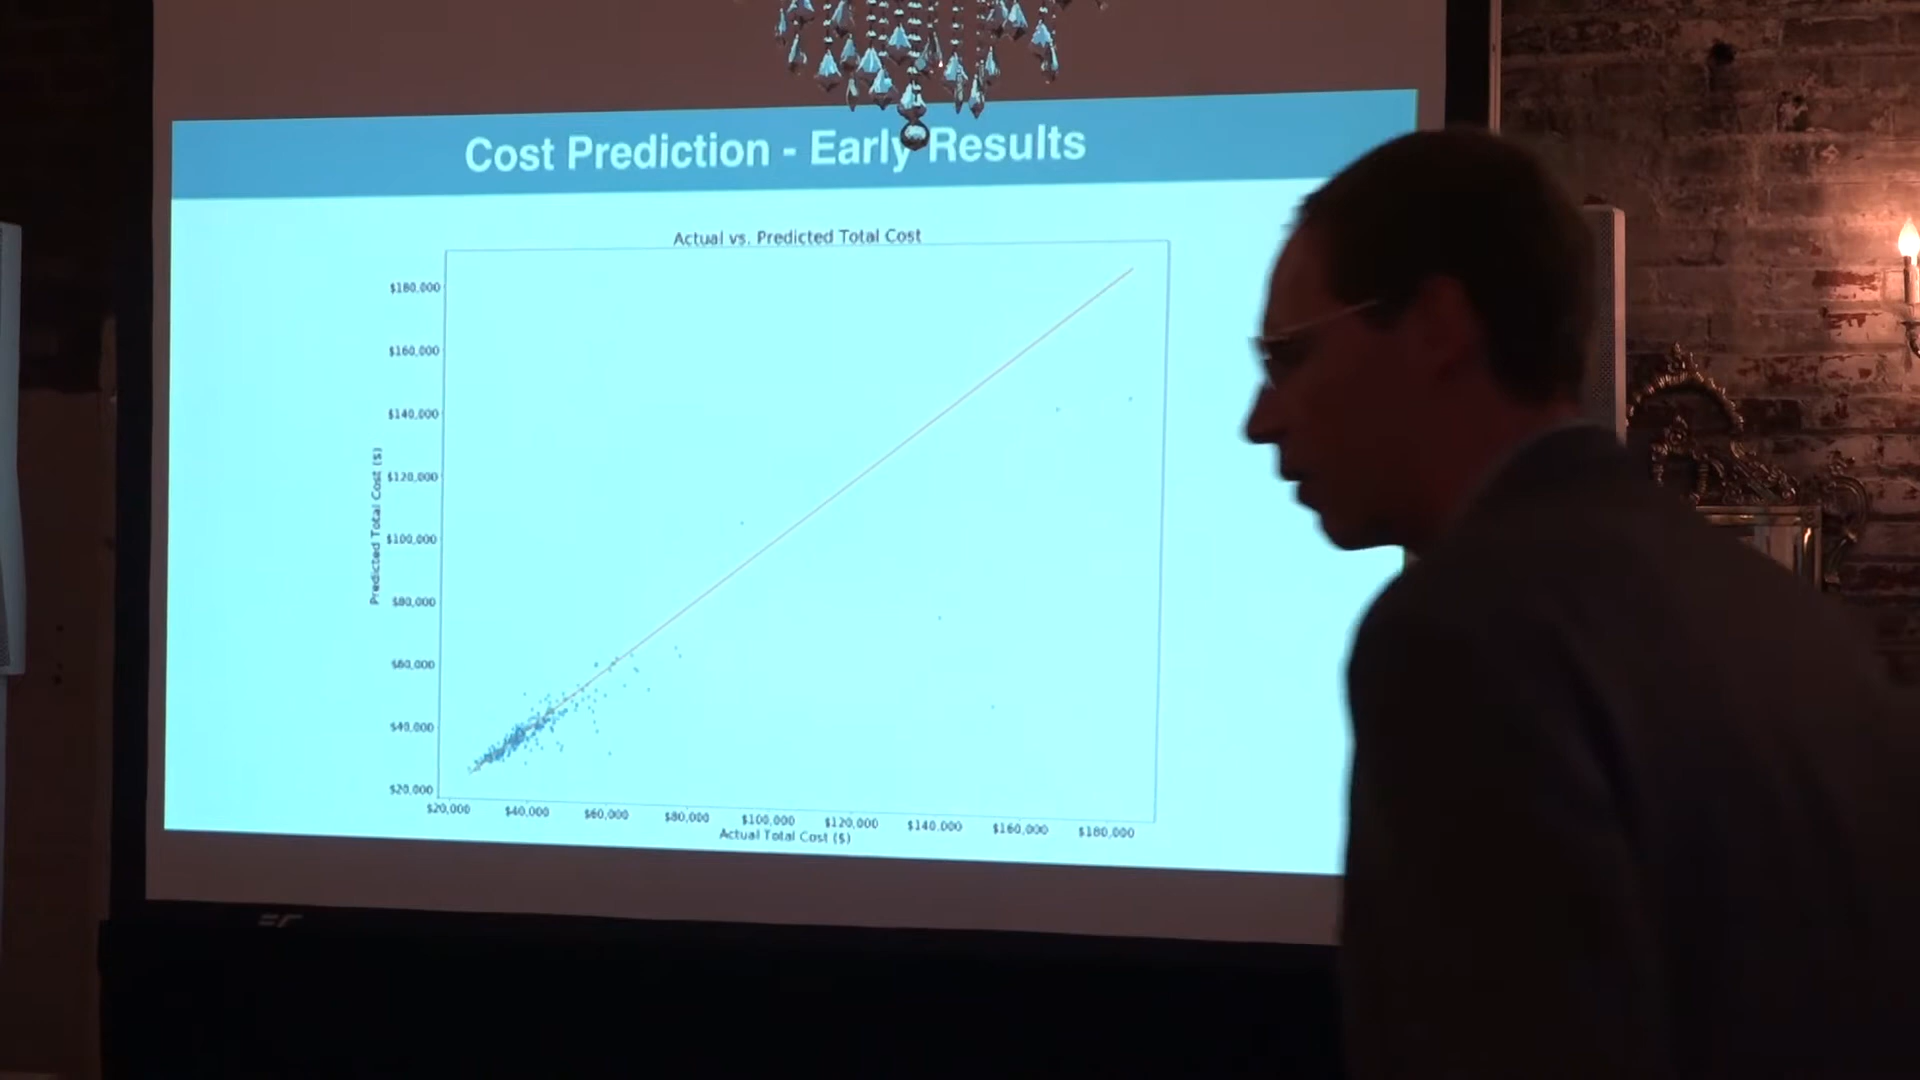 Cost Prediction - Early Results
Actual vs. Predicted Total Cost
$180,000
$160,000
$140,000
$120,000
$100,000
$80,000
$60,000
$40,000
$20,000
Predicted Total Cost ($)
$20,000 $40,000 $60,000 $80,000 $100,000 $120,000 $140,000 $160,000 $180,000
Actual Total Cost ($)